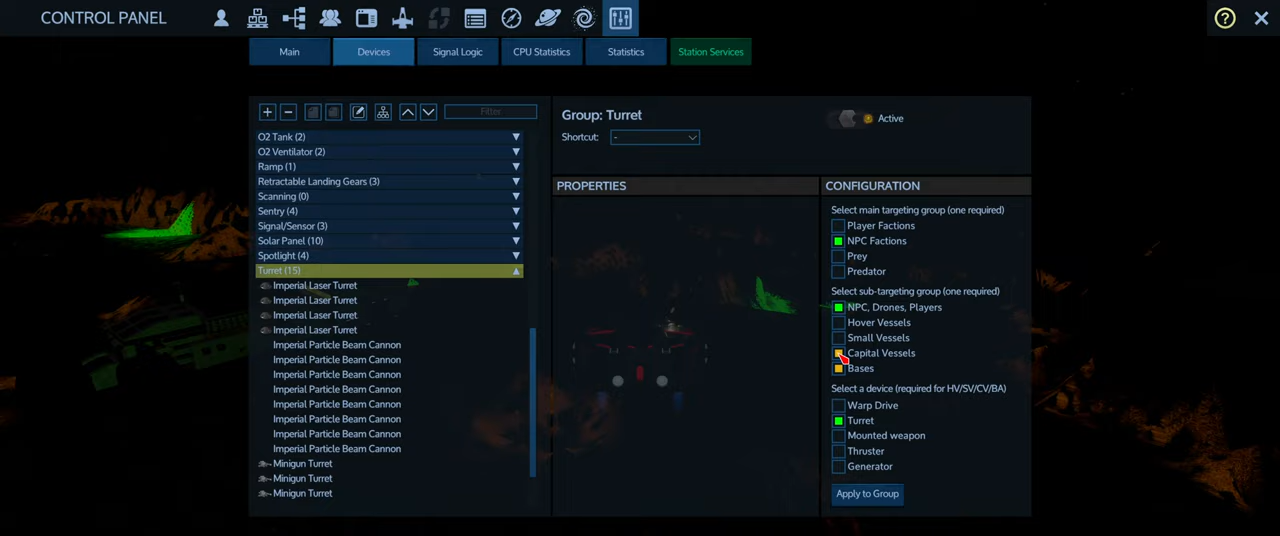 CONTROL PANEL
?
Main
Devices
Signal Logic
CPU Statistics
Statistics
Station Services
Filter
O2 Tank (2)
O2 Ventilator (2)
Ramp (1)
Retractable Landing Gears (3)
Scanning (0)
Sentry (4)
Signal/Sensor (3)
Solar Panel (10)
Spotlight (4)
Turret (15)
Imperial Laser Turret
Imperial Laser Turret
Imperial Laser Turret
Imperial Laser Turret
Imperial Particle Beam Cannon
Imperial Particle Beam Cannon
Imperial Particle Beam Cannon
Imperial Particle Beam Cannon
Imperial Particle Beam Cannon
Imperial Particle Beam Cannon
Imperial Particle Beam Cannon
Imperial Particle Beam Cannon
Minigun Turret
Minigun Turret
Minigun Turret
Group: Turret
Active
Shortcut: -
PROPERTIES
CONFIGURATION
Select main targeting group (one required)
Player Factions
NPC Factions
Prey
Predator
Select sub-targeting group (one required)
NPC, Drones, Players
Hover Vessels
Small Vessels
Capital Vessels
Bases
Select a device (required for HV/SV/CV/BA)
Warp Drive
Turret
Mounted weapon
Thruster
Generator
Apply to Group